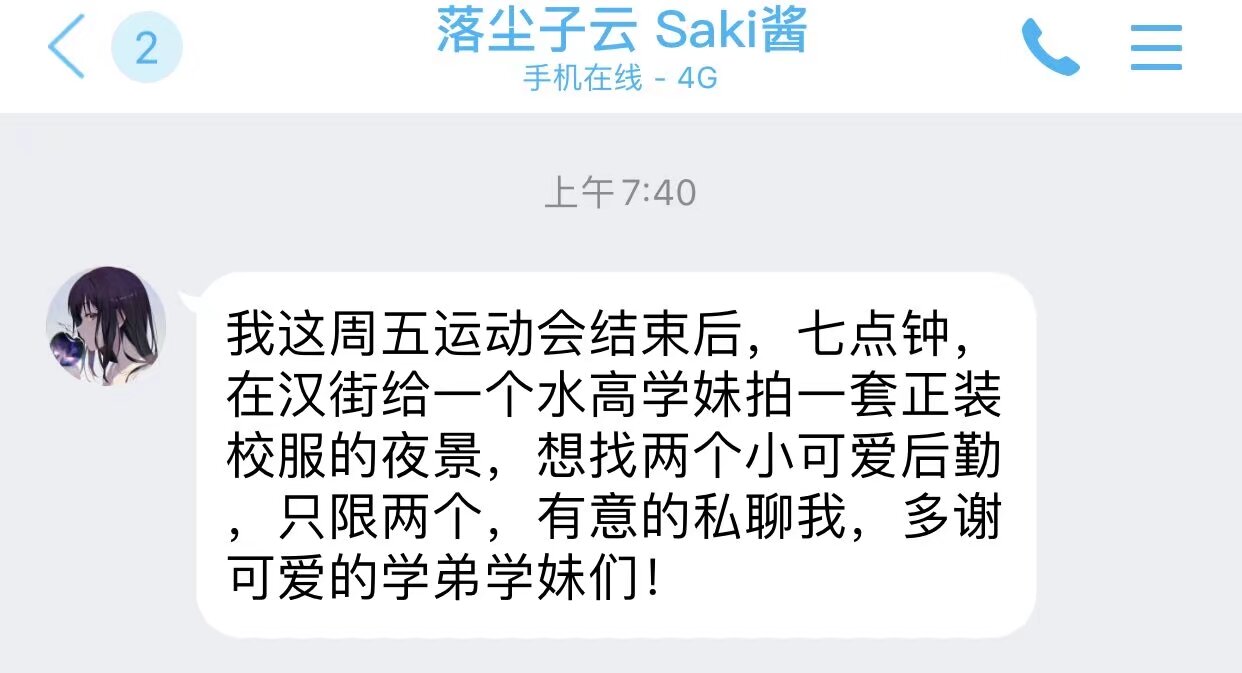 2
落尘子云 Saki酱
手机在线 - 4G
上午7:40
我这周五运动会结束后，七点钟，
在汉街给一个水高学妹拍一套正装
校服的夜景，想找两个小可爱后勤
，只限两个，有意的私聊我，多谢
可爱的学弟学妹们！